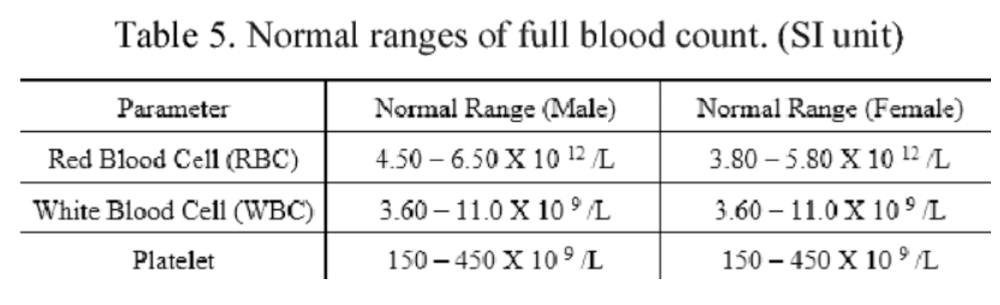 Table 5. Normal ranges of full blood count. (SI unit)
Parameter Normal Range (Male) Normal Range (Female)
Red Blood Cell (RBC) 4.50 – 6.50 X 10 ¹² /L 3.80 – 5.80 X 10 ¹² /L
White Blood Cell (WBC) 3.60 – 11.0 X 10 ⁹ /L 3.60 – 11.0 X 10 ⁹ /L
Platelet 150 – 450 X 10 ⁹ /L 150 – 450 X 10 ⁹ /L